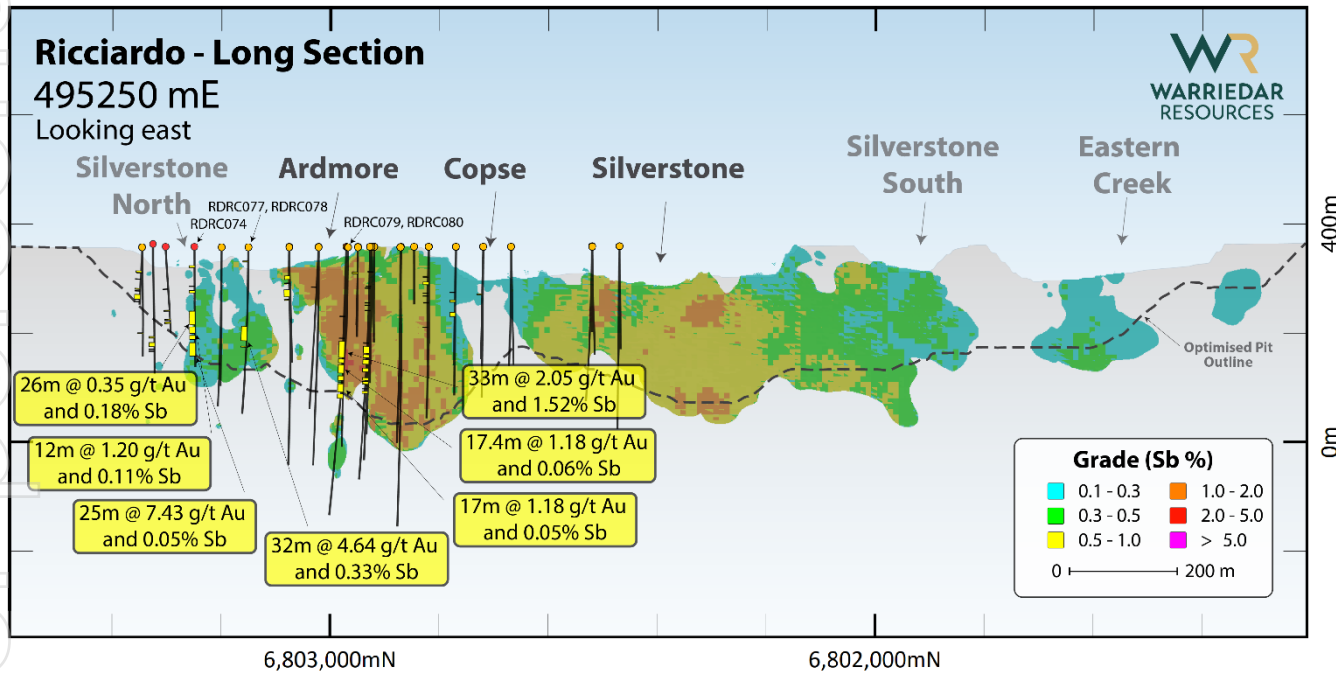 Ricciardo - Long Section
495250 mE
Looking east
WR
WARRIEDAR
RESOURCES
Silverstone
North
Ardmore
Copse
Silverstone
Silverstone
South
Eastern
Creek
RDRC074
RDRC077, RDRC078
RDRC079, RDRC080
400m
0m
Optimised Pit
Outline
26m @ 0.35 g/t Au
and 0.18% Sb
12m @ 1.20 g/t Au
and 0.11% Sb
25m @ 7.43 g/t Au
and 0.05% Sb
32m @ 4.64 g/t Au
and 0.33% Sb
33m @ 2.05 g/t Au
and 1.52% Sb
17.4m @ 1.18 g/t Au
and 0.06% Sb
17m @ 1.18 g/t Au
and 0.05% Sb
Grade (Sb %)
0.1 - 0.3
0.3 - 0.5
0.5 - 1.0
1.0 - 2.0
2.0 - 5.0
> 5.0
0 200 m
6,803,000mN
6,802,000mN